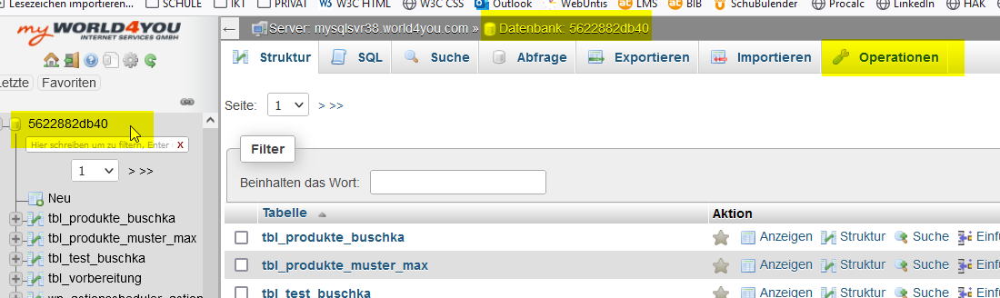 Lesezeichen importieren... SCHULE IKT PRIVAT W3C HTML W3C CSS Outlook WebUntis LMS BIB SchuBulender Procalc LinkedIn HAK
my WORLD4YOU
INTERNET SERVICES GMBH
Letzte Favoriten
5622882db40
Hier schreiben um zu filtern, Enter X
1 > >>
Neu
tbl_produkte_buschka
tbl_produkte_muster_max
tbl_test_buschka
tbl_vorbereitung
wp_actionscheduler_action
← Server: mysqlsvr38.world4you.com » Datenbank: 5622882db40
Struktur SQL Suche Abfrage Exportieren Importieren Operationen
Seite: 1 > >>
Filter
Beinhalten das Wort:
Tabelle Aktion
tbl_produkte_buschka Anzeigen Struktur Suche Einfü
tbl_produkte_muster_max Anzeigen Struktur Suche Einfü
tbl_test_buschka Anzeigen Struktur Suche Einfü